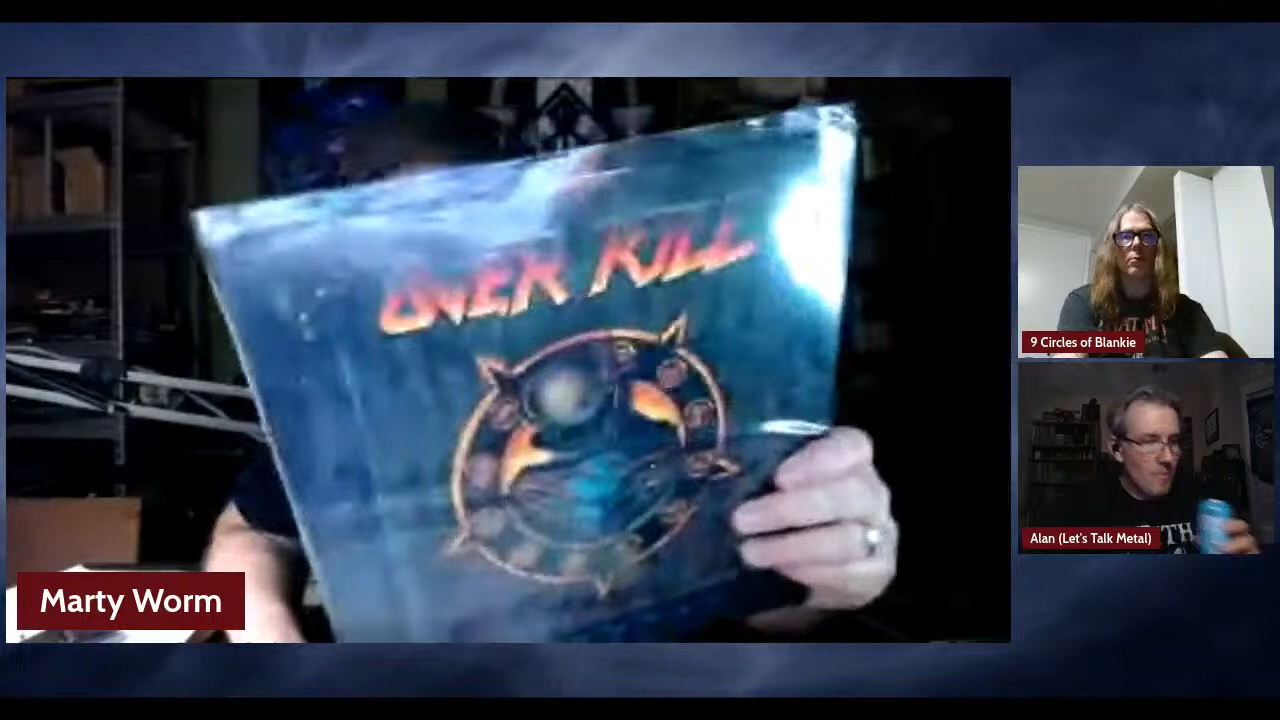 OVER KILL
Marty Worm
9 Circles of Blankie
Alan (Let's Talk Metal)